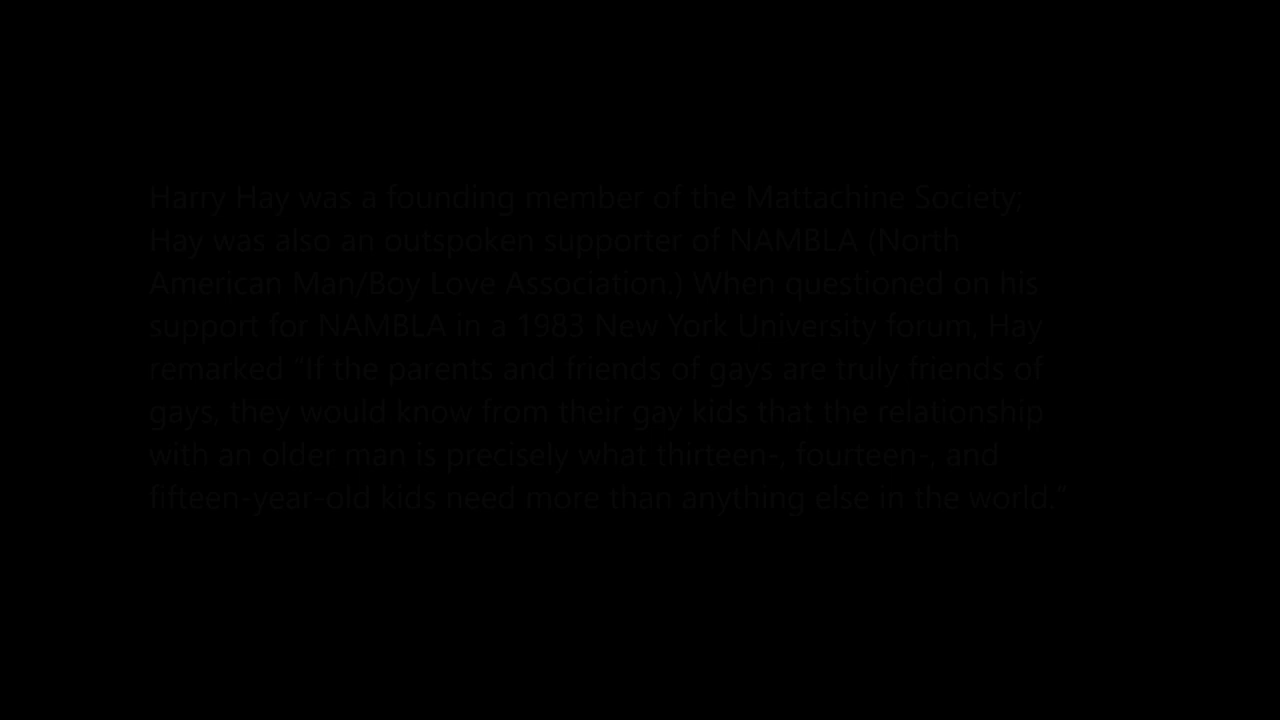 Harry Hay was a founding member of the Mattachine Society;
Hay was also an outspoken supporter of NAMBLA (North
American Man/Boy Love Association.) When questioned on his
support for NAMBLA in a 1983 New York University forum, Hay
remarked “If the parents and friends of gays are truly friends of
gays, they would know from their gay kids that the relationship
with an older man is precisely what thirteen-, fourteen-, and
fifteen-year-old kids need more than anything else in the world.”